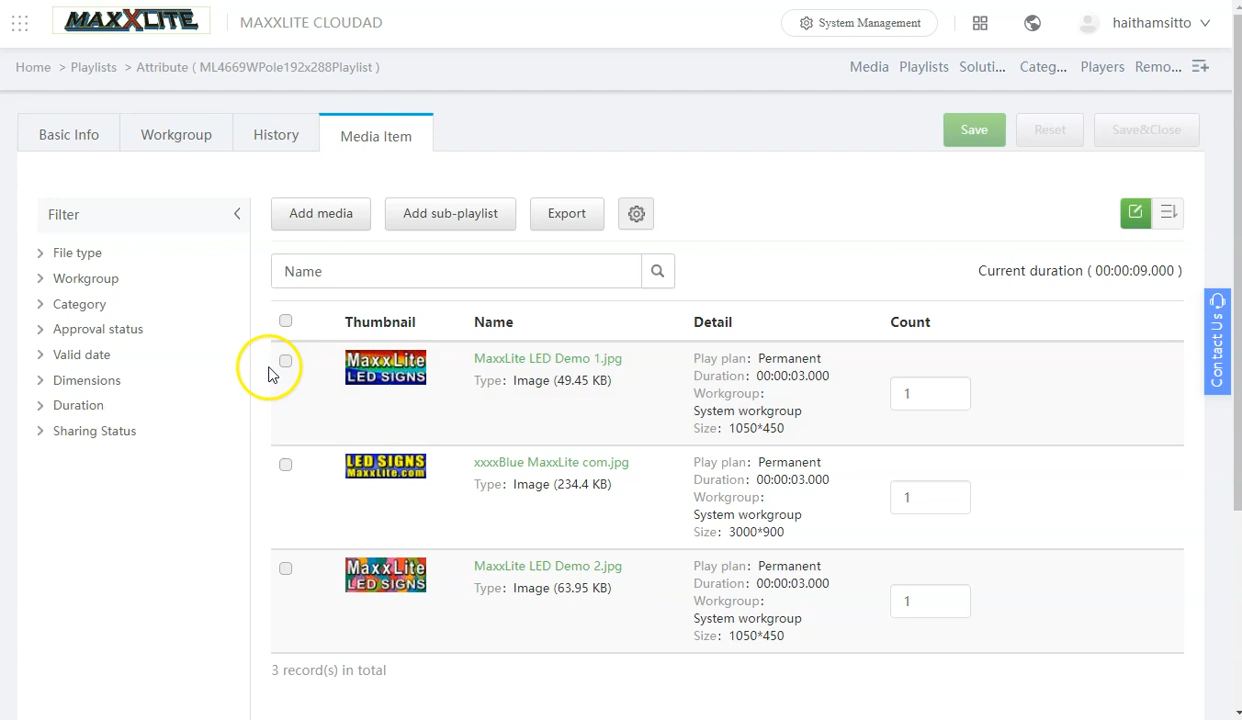 MAXXLITE
MAXXLITE CLOUDAD
System Management
haithamsitto
Home > Playlists > Attribute ( ML4669WPole192x288Playlist )
Media Playlists Soluti... Categ... Players Remo...
Basic Info
Workgroup
History
Media Item
Save
Reset
Save&Close
Filter
File type
Workgroup
Category
Approval status
Valid date
Dimensions
Duration
Sharing Status
Add media
Add sub-playlist
Export
Name
Current duration ( 00:00:09.000 )
Thumbnail
Name
Detail
Count
MaxxLite
LED SIGNS
MaxxLite LED Demo 1.jpg
Type: Image (49.45 KB)
Play plan: Permanent
Duration: 00:00:03.000
Workgroup:
System workgroup
Size: 1050*450
1
LED SIGNS
MaxxLite.com
xxxxBlue MaxxLite com.jpg
Type: Image (234.4 KB)
Play plan: Permanent
Duration: 00:00:03.000
Workgroup:
System workgroup
Size: 3000*900
1
MaxxLite
LED SIGNS
MaxxLite LED Demo 2.jpg
Type: Image (63.95 KB)
Play plan: Permanent
Duration: 00:00:03.000
Workgroup:
System workgroup
Size: 1050*450
1
3 record(s) in total
Contact Us